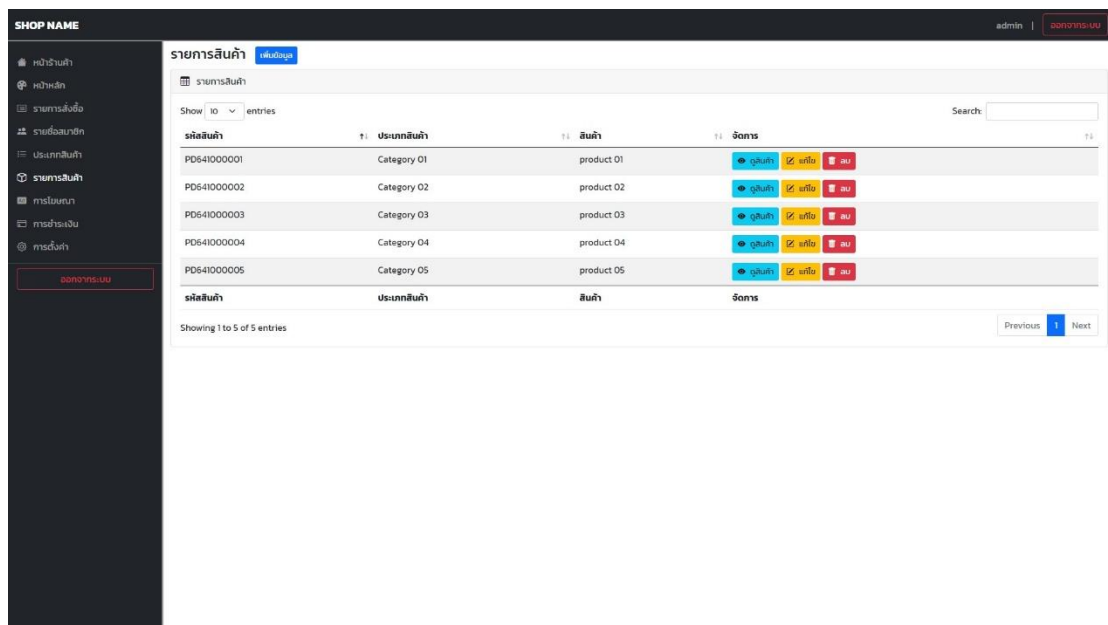 SHOP NAME
admin | ออกจากระบบ
หน้าร้านค้า
หน้าหลัก
รายการสั่งซื้อ
รายชื่อสมาชิก
ประเภทสินค้า
รายการสินค้า
การโฆษณา
การชำระเงิน
การตั้งค่า
ออกจากระบบ
รายการสินค้า เพิ่มข้อมูล
รายการสินค้า
Show 10 entries Search:
รหัสสินค้า ประเภทสินค้า สินค้า จัดการ
PD641000001 Category 01 product 01 ดูสินค้า แก้ไข ลบ
PD641000002 Category 02 product 02 ดูสินค้า แก้ไข ลบ
PD641000003 Category 03 product 03 ดูสินค้า แก้ไข ลบ
PD641000004 Category 04 product 04 ดูสินค้า แก้ไข ลบ
PD641000005 Category 05 product 05 ดูสินค้า แก้ไข ลบ
รหัสสินค้า ประเภทสินค้า สินค้า จัดการ
Showing 1 to 5 of 5 entries Previous 1 Next